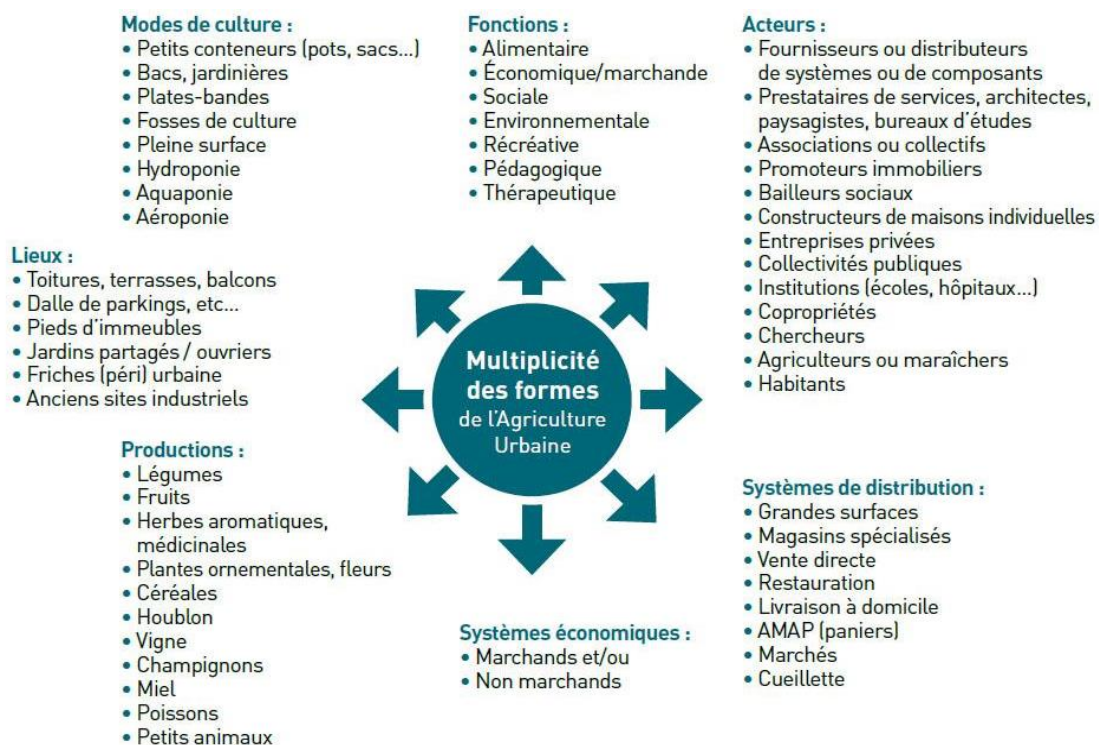 Modes de culture :
• Petits conteneurs (pots, sacs...)
• Bacs, jardinières
• Plates-bandes
• Fosses de culture
• Pleine surface
• Hydroponie
• Aquaponie
• Aéroponie
Fonctions :
• Alimentaire
• Économique/marchande
• Sociale
• Environnementale
• Récréative
• Pédagogique
• Thérapeutique
Acteurs :
• Fournisseurs ou distributeurs
de systèmes ou de composants
• Prestataires de services, architectes,
paysagistes, bureaux d'études
• Associations ou collectifs
• Promoteurs immobiliers
• Bailleurs sociaux
• Constructeurs de maisons individuelles
• Entreprises privées
• Collectivités publiques
• Institutions (écoles, hôpitaux...)
• Copropriétés
• Chercheurs
• Agriculteurs ou maraîchers
• Habitants
Lieux :
• Toitures, terrasses, balcons
• Dalle de parkings, etc...
• Pieds d'immeubles
• Jardins partagés / ouvriers
• Friches (péri) urbaine
• Anciens sites industriels
Multiplicité
des formes
de l'Agriculture
Urbaine
Productions :
• Légumes
• Fruits
• Herbes aromatiques,
médicinales
• Plantes ornementales, fleurs
• Céréales
• Houblon
• Vigne
• Champignons
• Miel
• Poissons
• Petits animaux
Systèmes économiques :
• Marchands et/ou
• Non marchands
Systèmes de distribution :
• Grandes surfaces
• Magasins spécialisés
• Vente directe
• Restauration
• Livraison à domicile
• AMAP (paniers)
• Marchés
• Cueillette